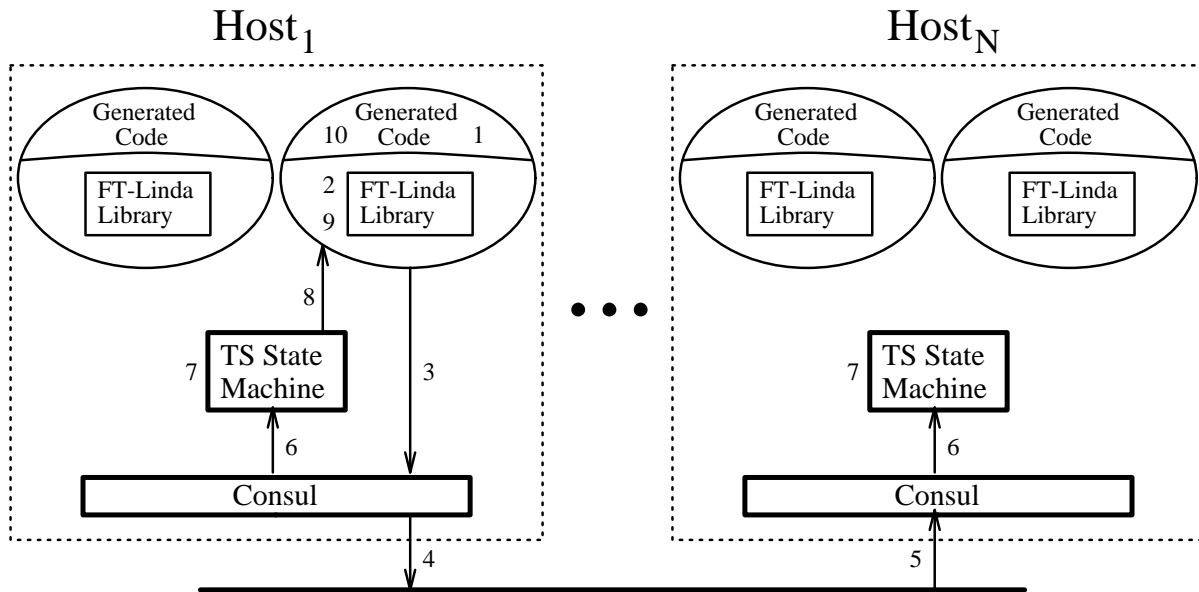 Host1
HostN
Generated
Code
Generated
Code
10
1
FT-Linda
Library
2
9
FT-Linda
Library
8
TS State
Machine
7
3
6
Consul
4
Generated
Code
Generated
Code
FT-Linda
Library
FT-Linda
Library
TS State
Machine
7
6
Consul
5